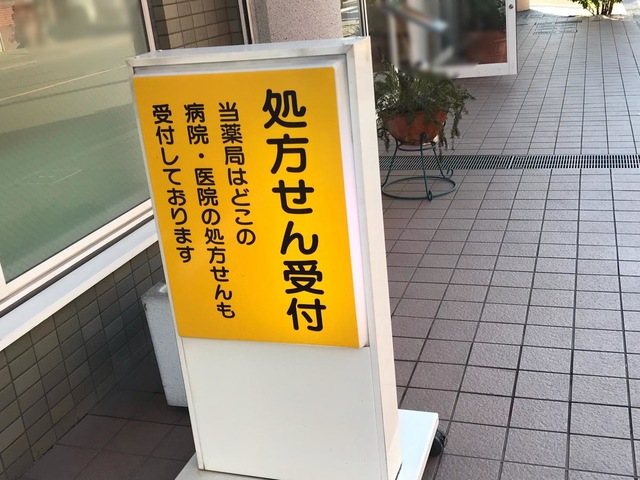 処方せん受付
当薬局はどこの
病院・医院の処方せんも
受付しております